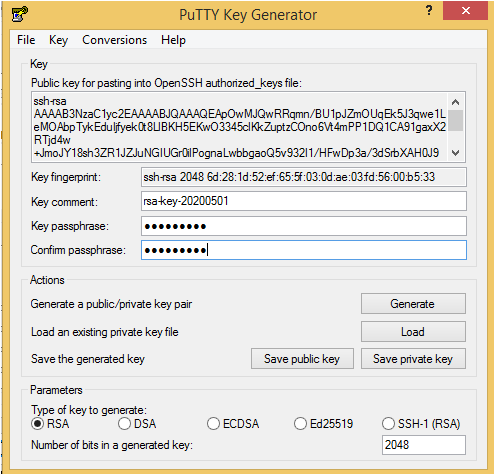 PuTTY Key Generator
? ×
File Key Conversions Help
Key
Public key for pasting into OpenSSH authorized_keys file:
ssh-rsa
AAAAB3NzaC1yc2EAAAABJQAAAQEApOwMJQwRRqmn/BU1pJZmOUqEk5J3qwe1L
eMOAbpTykEduljfyek0t8LlBKH5EKwO3345clKkZuptzCOno6Vt4mPP1DQ1CA91gaxX2
RTjd4w
+JmoJY18sh3ZR1JZJuNGIUGr0ilPognaLwbbgaoQ5v932I1/HFwDp3a/3dSrbXAH0J9
Key fingerprint: ssh-rsa 2048 6d:28:1d:52:ef:65:5f:03:0d:ae:03:fd:56:00:b5:33
Key comment: rsa-key-20200501
Key passphrase: ●●●●●●●●●
Confirm passphrase: ●●●●●●●●●
Actions
Generate a public/private key pair Generate
Load an existing private key file Load
Save the generated key Save public key Save private key
Parameters
Type of key to generate:
RSA DSA ECDSA Ed25519 SSH-1 (RSA)
Number of bits in a generated key: 2048